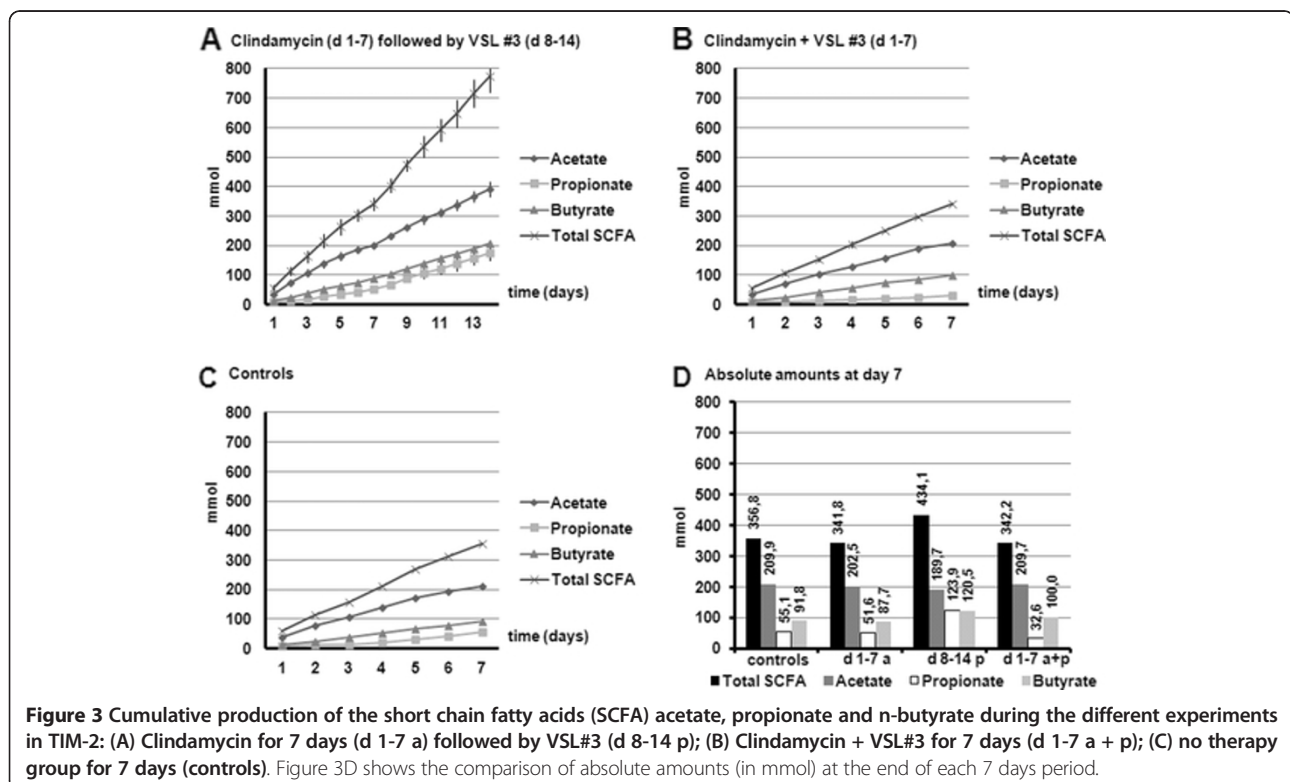 A Clindamycin (d 1-7) followed by VSL #3 (d 8-14)
800
700
600
500
400
300
200
100
0
mmol
1 3 5 7 9 11 13
time (days)
Acetate
Propionate
Butyrate
Total SCFA
B Clindamycin + VSL #3 (d 1-7)
800
700
600
500
400
300
200
100
0
mmol
1 2 3 4 5 6 7
time (days)
Acetate
Propionate
Butyrate
Total SCFA
C Controls
800
700
600
500
400
300
200
100
0
mmol
1 2 3 4 5 6 7
time (days)
Acetate
Propionate
Butyrate
Total SCFA
D Absolute amounts at day 7
800
700
600
500
400
300
200
100
0
mmol
356,8
209,9
55,1
91,8
341,8
202,5
51,6
87,7
434,1
189,7
123,9
120,5
342,2
209,7
32,6
100,0
controls d 1-7 a d 8-14 p d 1-7 a+p
Total SCFA Acetate Propionate Butyrate
Figure 3 Cumulative production of the short chain fatty acids (SCFA) acetate, propionate and n-butyrate during the different experiments
in TIM-2: (A) Clindamycin for 7 days (d 1-7 a) followed by VSL#3 (d 8-14 p); (B) Clindamycin + VSL#3 for 7 days (d 1-7 a + p); (C) no therapy
group for 7 days (controls). Figure 3D shows the comparison of absolute amounts (in mmol) at the end of each 7 days period.